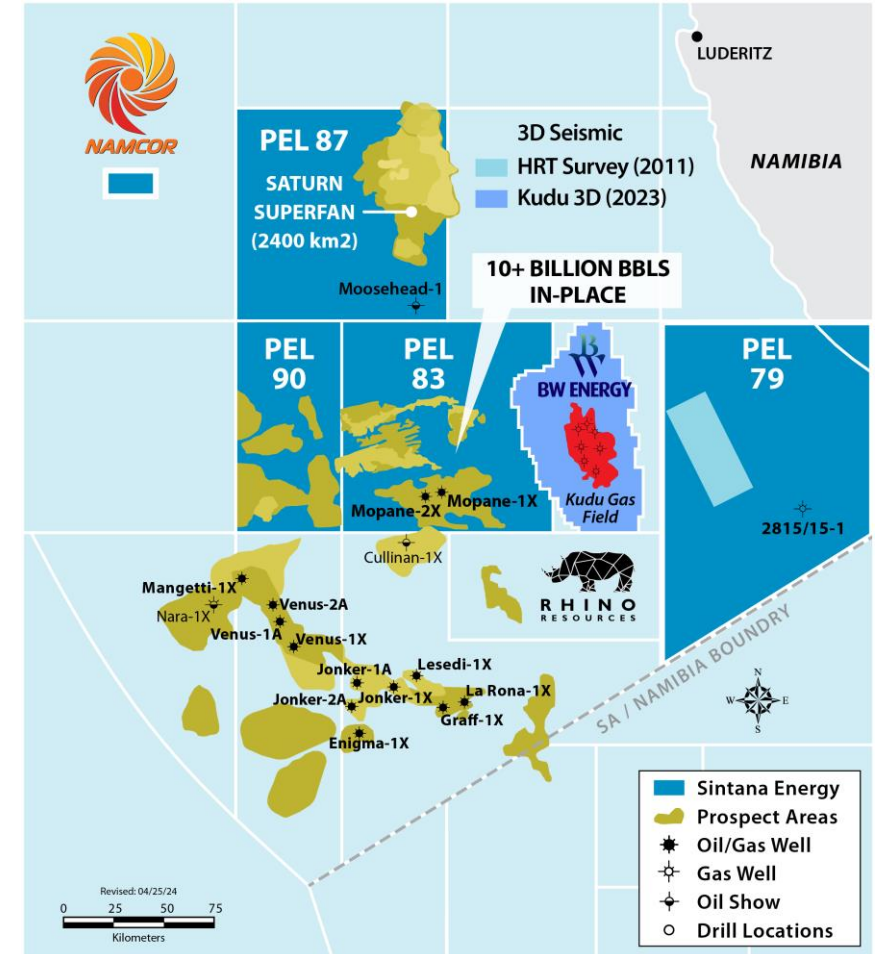 LUDERITZ
NAMCOR
PEL 87
SATURN
SUPERFAN
(2400 km2)
3D Seismic
HRT Survey (2011)
Kudu 3D (2023)
NAMIBIA
Moosehead-1
10+ BILLION BBLS
IN-PLACE
PEL
90
PEL
83
BW
BW ENERGY
PEL
79
Kudu Gas
Field
Mopane-2X
Mopane-1X
2815/15-1
Cullinan-1X
RHINO
RESOURCES
Mangetti-1X
Nara-1X
Venus-2A
Venus-1A
Venus-1X
Jonker-1A
Lesedi-1X
Jonker-2A
Jonker-1X
La Rona-1X
Graff-1X
Enigma-1X
SA / NAMIBIA BOUNDRY
N
W
E
S
Sintana Energy
Prospect Areas
Oil/Gas Well
Gas Well
Oil Show
Drill Locations
Revised: 04/25/24
0 25 50 75
Kilometers